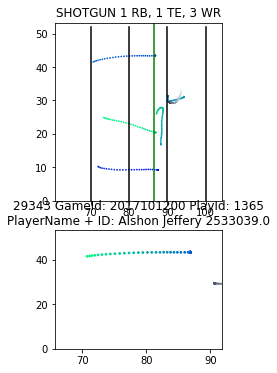 SHOTGUN 1 RB, 1 TE, 3 WR
50
40
30
20
10
0
70 80 90 100
29343 GameId: 2017101200 PlayId: 1365
PlayerName + ID: Alshon Jeffery 2533039.0
40
20
0
70 80 90